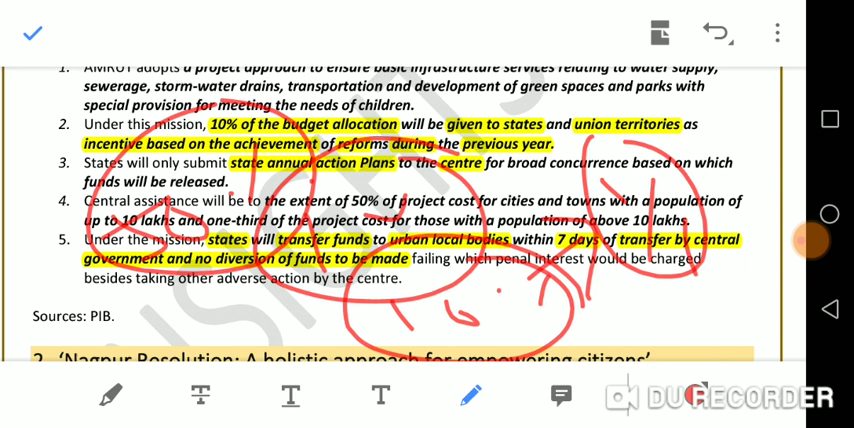 1. AMRUT adopts a project approach to ensure basic infrastructure services relating to water supply,
sewerage, storm-water drains, transportation and development of green spaces and parks with
special provision for meeting the needs of children.
2. Under this mission, 10% of the budget allocation will be given to states and union territories as
incentive based on the achievement of reforms during the previous year.
3. States will only submit state annual action Plans to the centre for broad concurrence based on which
funds will be released.
4. Central assistance will be to the extent of 50% of project cost for cities and towns with a population of
up to 10 lakhs and one-third of the project cost for those with a population of above 10 lakhs.
5. Under the mission, states will transfer funds to urban local bodies within 7 days of transfer by central
government and no diversion of funds to be made failing which penal interest would be charged
besides taking other adverse action by the centre.
Sources: PIB.
2. ‘Nagpur Resolution: A holistic approach for empowering citizens’
INSIGHTS
T T T
DU RECORDER